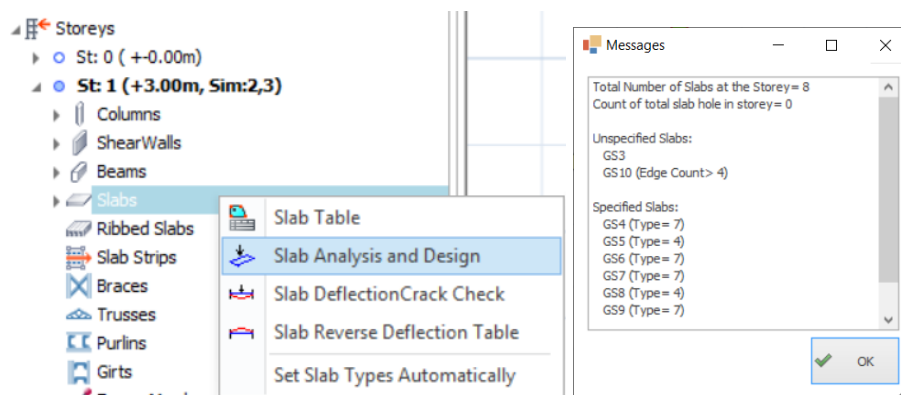 Storeys
St: 0 ( +-0.00m)
St: 1 (+3.00m, Sim:2,3)
Columns
ShearWalls
Beams
Slabs
Ribbed Slabs
Slab Strips
Braces
Trusses
Purlins
Girts
Slab Table
Slab Analysis and Design
Slab DeflectionCrack Check
Slab Reverse Deflection Table
Set Slab Types Automatically
Messages
Total Number of Slabs at the Storey= 8
Count of total slab hole in storey= 0
Unspecified Slabs:
GS3
GS10 (Edge Count> 4)
Specified Slabs:
GS4 (Type= 7)
GS5 (Type= 4)
GS6 (Type= 7)
GS7 (Type= 7)
GS8 (Type= 4)
GS9 (Type= 7)
OK